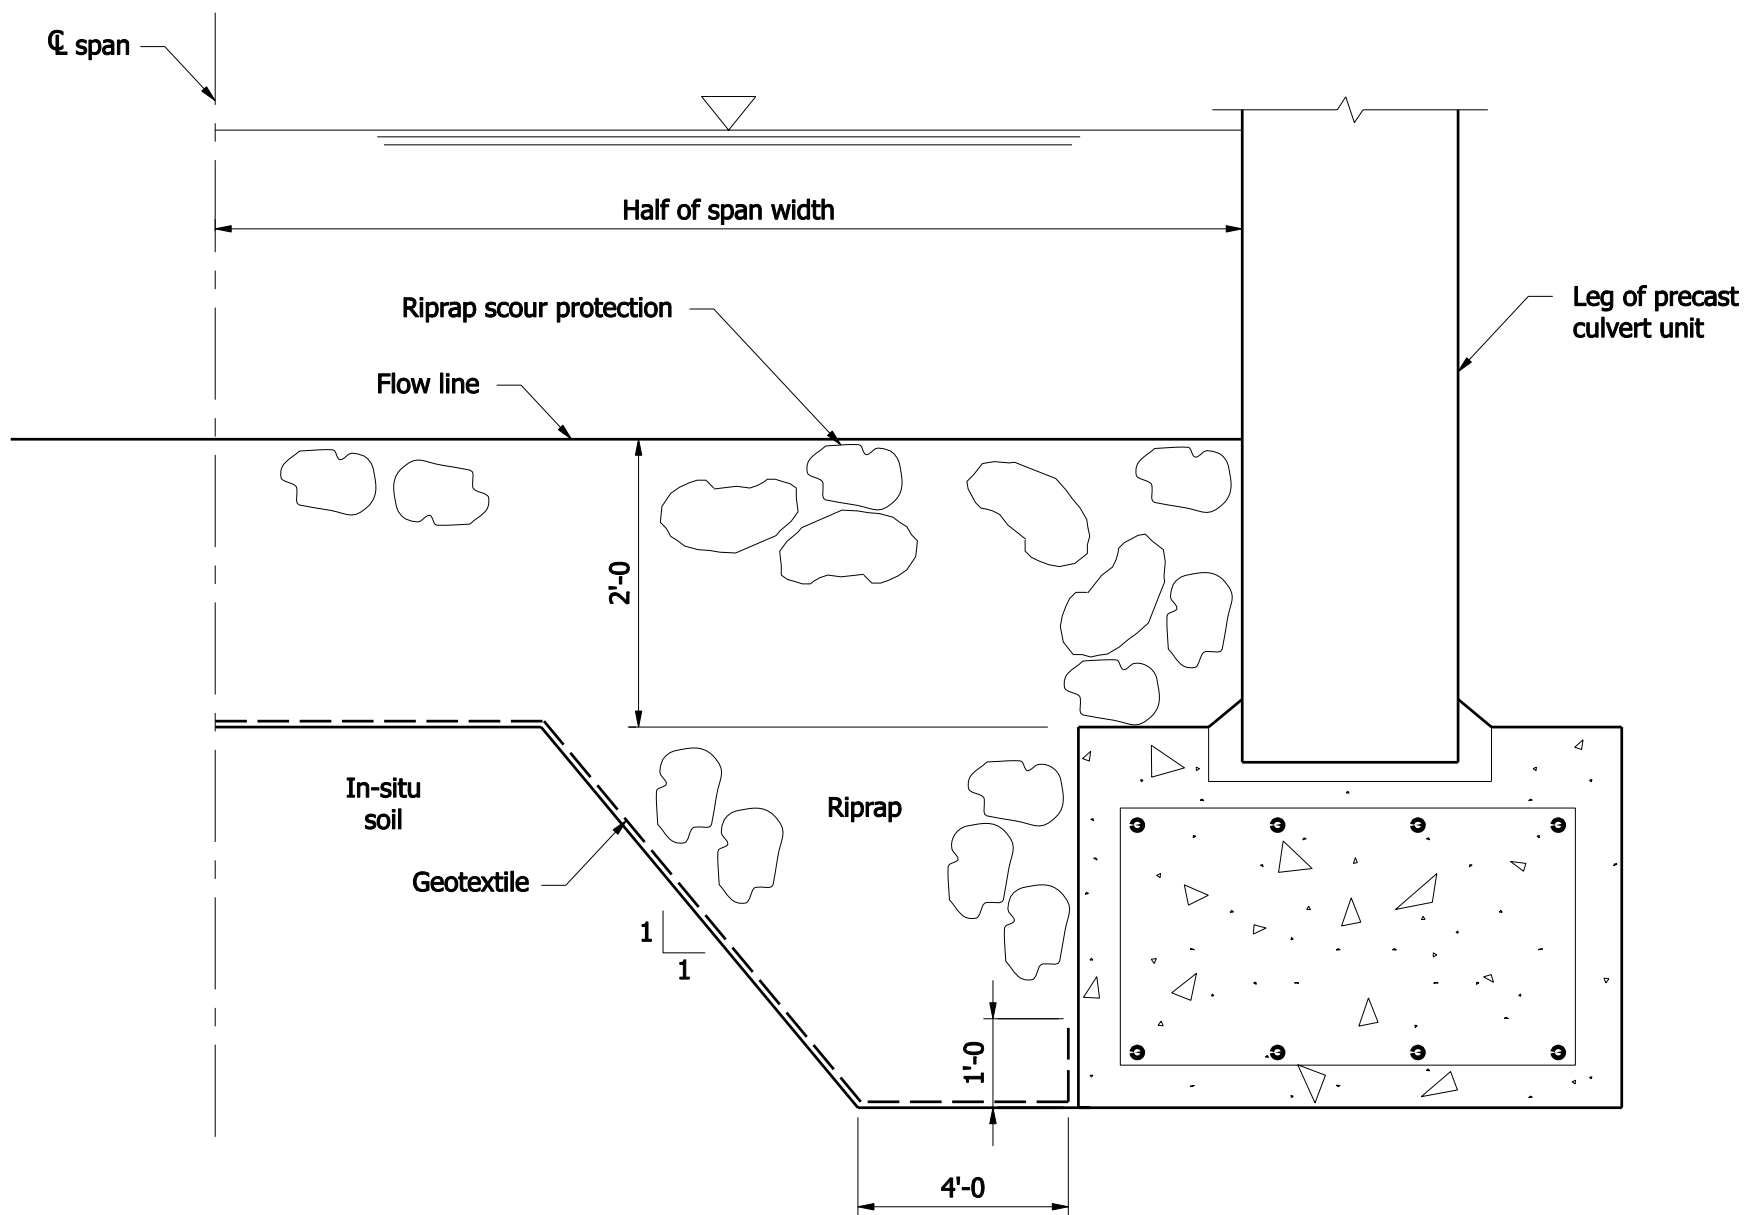 ℄ span
Half of span width
Riprap scour protection
Leg of precast
culvert unit
Flow line
2'-0
In-situ
soil
Riprap
Geotextile
1
1
1'-0
4'-0